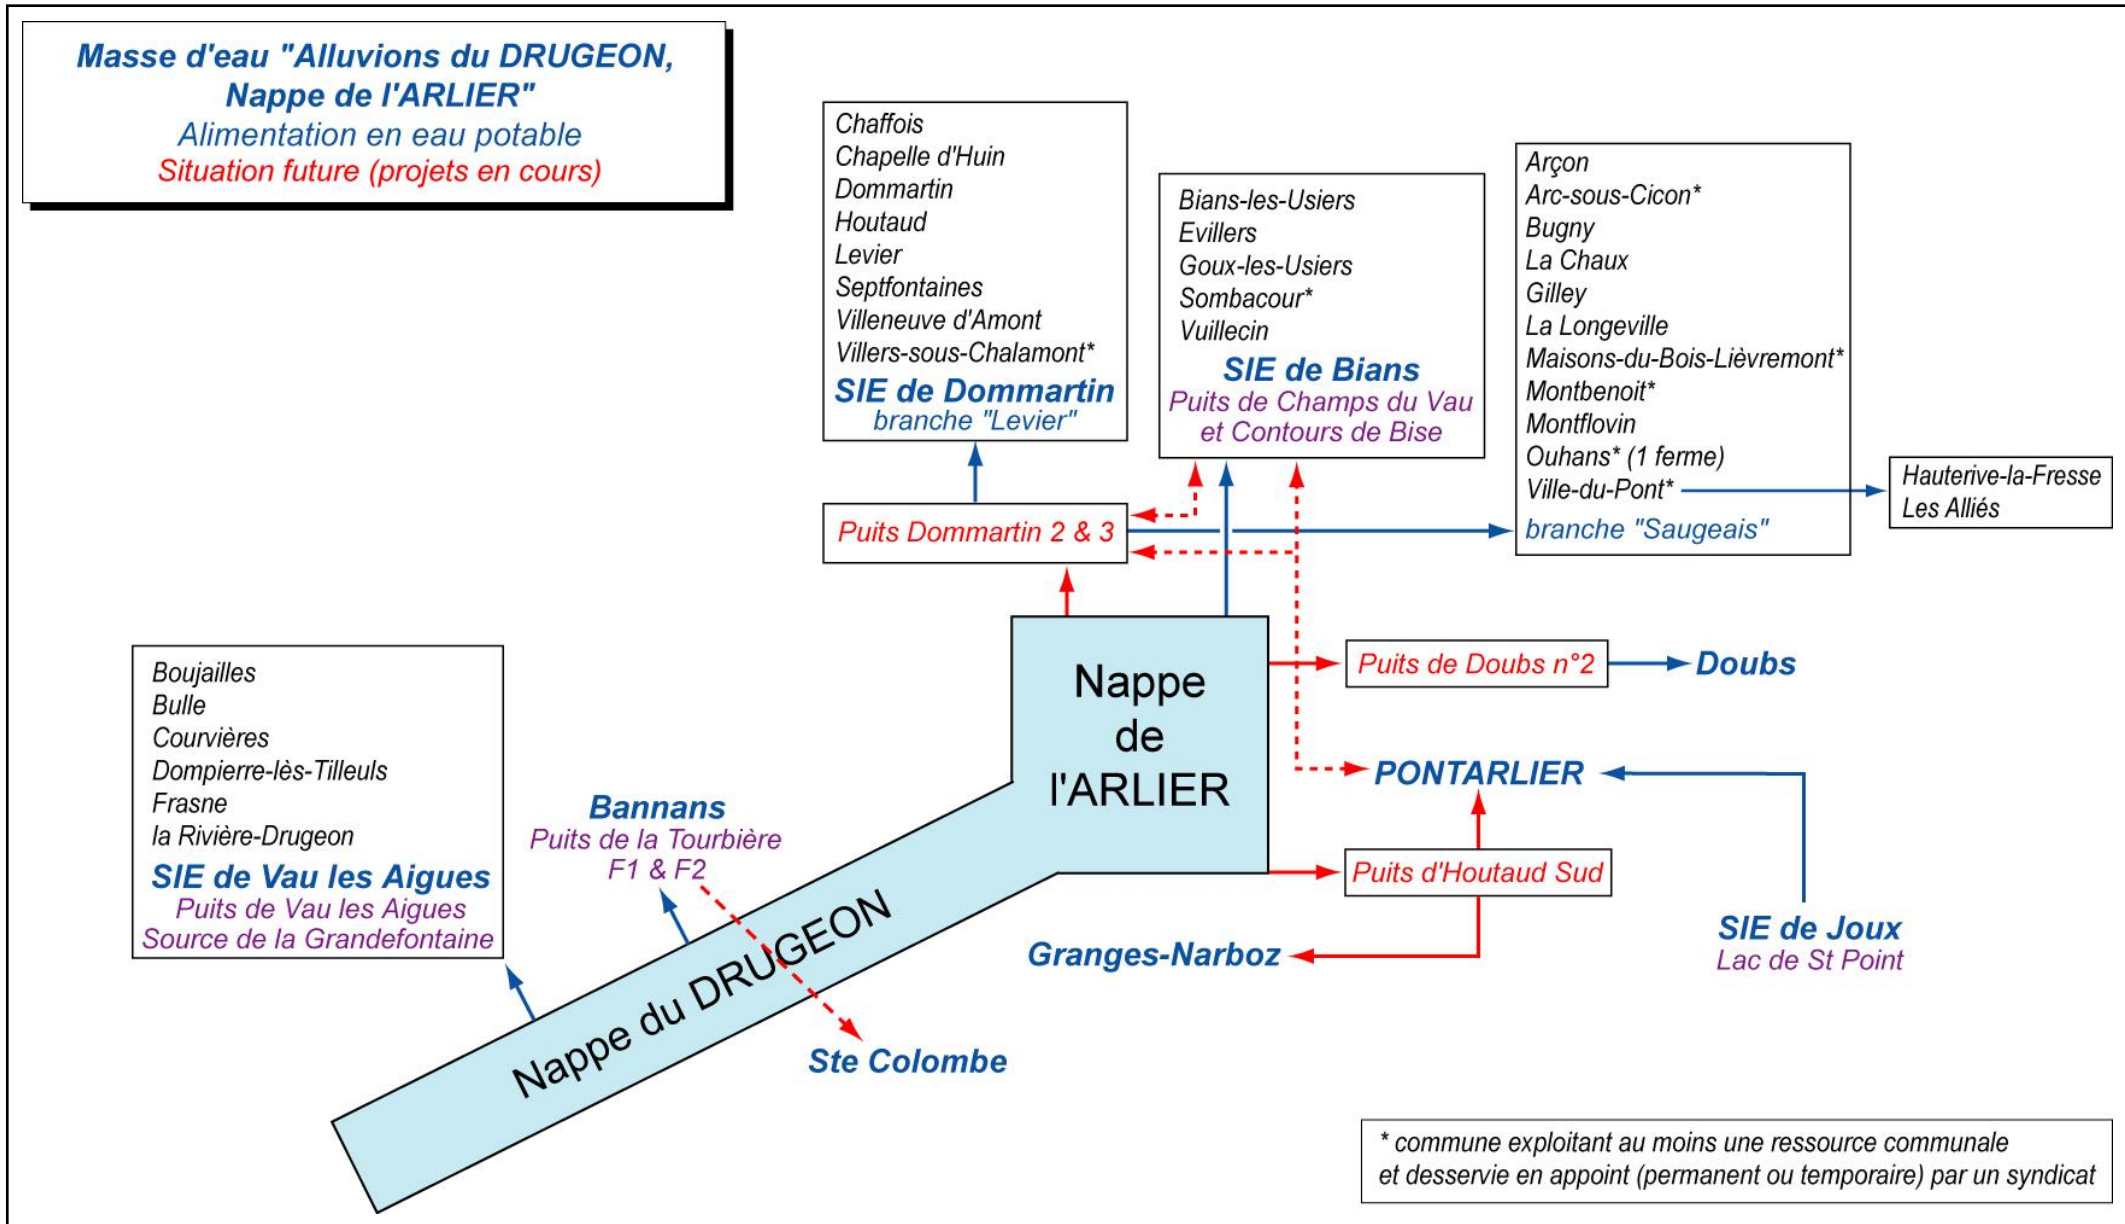 Masse d'eau "Alluvions du DRUGEON,
Nappe de l'ARLIER"
Alimentation en eau potable
Situation future (projets en cours)
Chaffois
Chapelle d'Huin
Dommartin
Houtaud
Levier
Septfontaines
Villeneuve d'Amont
Villers-sous-Chalamont*
SIE de Dommartin
branche "Levier"
Bians-les-Usiers
Evillers
Goux-les-Usiers
Sombacour*
Vuillecin
SIE de Bians
Puits de Champs du Vau
et Contours de Bise
Arçon
Arc-sous-Cicon*
Bugny
La Chaux
Gilley
La Longeville
Maisons-du-Bois-Lièvremont*
Montbenoit*
Montflovin
Ouhans* (1 ferme)
Ville-du-Pont*
branche "Saugeais"
Hauterive-la-Fresse
Les Alliés
Puits Dommartin 2 & 3
Boujailles
Bulle
Courvières
Dompierre-lès-Tilleuls
Frasne
la Rivière-Drugeon
SIE de Vau les Aigues
Puits de Vau les Aigues
Source de la Grandefontaine
Bannans
Puits de la Tourbière
F1 & F2
Nappe
de
l'ARLIER
Puits de Doubs n°2
Doubs
PONTARLIER
Puits d'Houtaud Sud
Granges-Narboz
SIE de Joux
Lac de St Point
Nappe du DRUGEON
Ste Colombe
* commune exploitant au moins une ressource communale
et desservie en appoint (permanent ou temporaire) par un syndicat